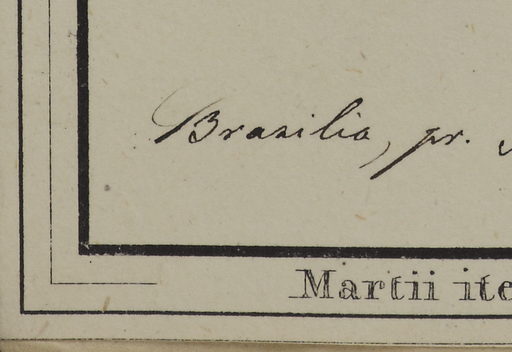 Brasilia, pr.
Martii ite